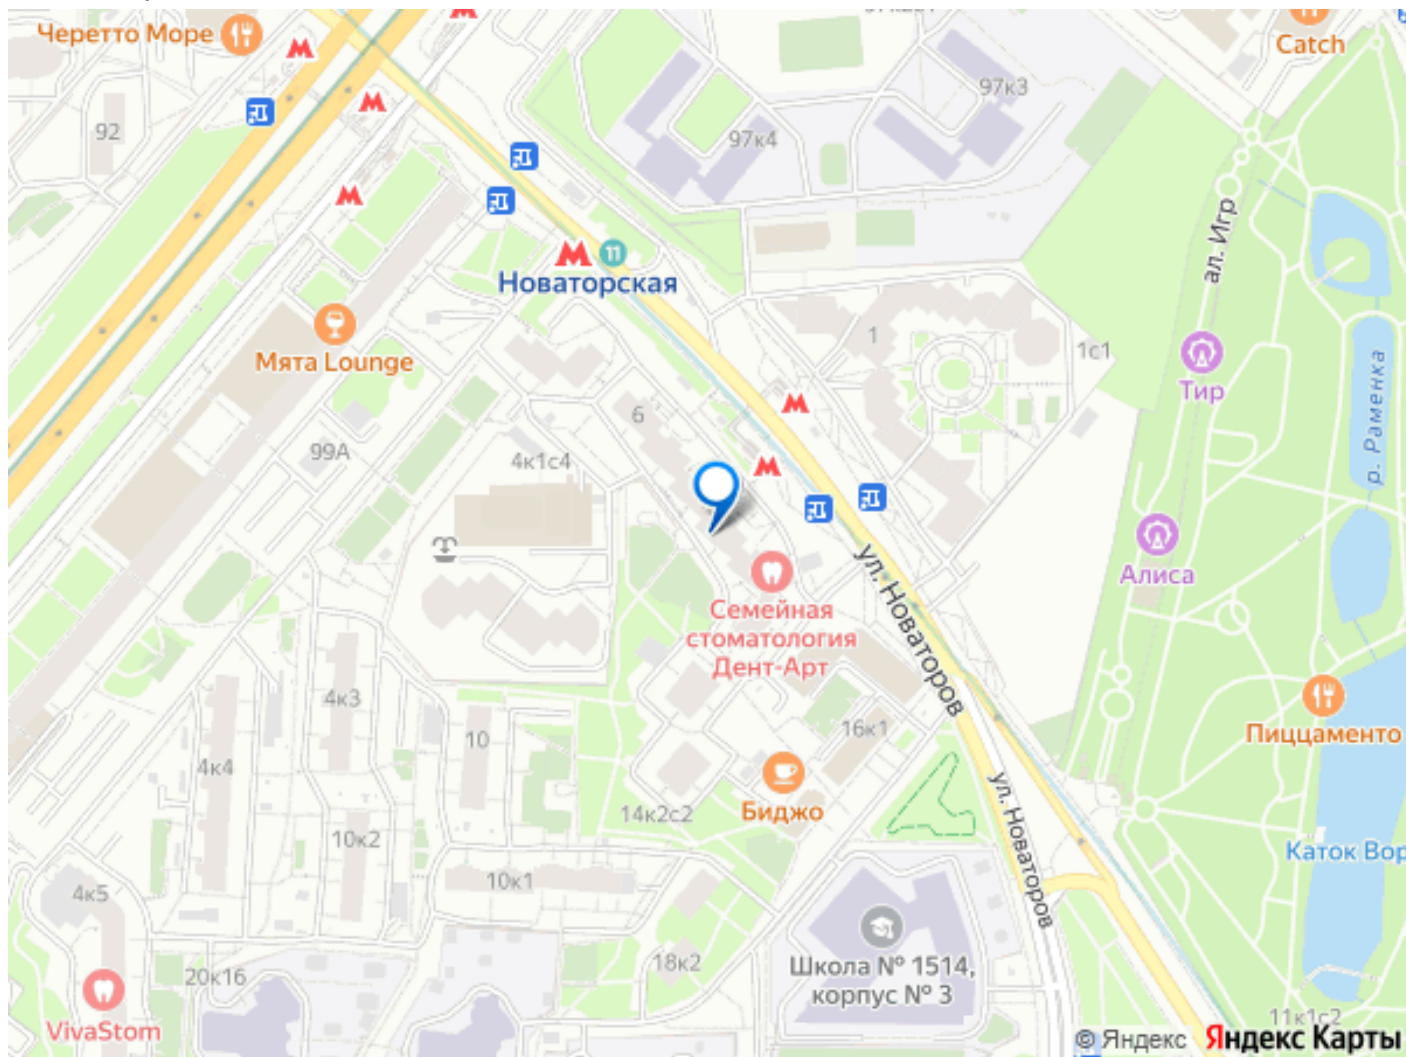 Черетто Море
Catch
97к3
92
97к4
ал. Игр
11
Новаторская
1
1с1
Мята Lounge
Тир
р. Раменка
6
99А
4к1с4
Алиса
ул. Новаторов
Семейная
стоматология
Дент-Арт
4к3
16к1
Пиццаменто
10
4к4
ул. Новаторов
Биджо
14к2с2
10к2
Каток Вор
10к1
4к5
Школа № 1514,
корпус № 3
18к2
20к16
VivaStom
11к1с2
© Яндекс Яндекс Карты